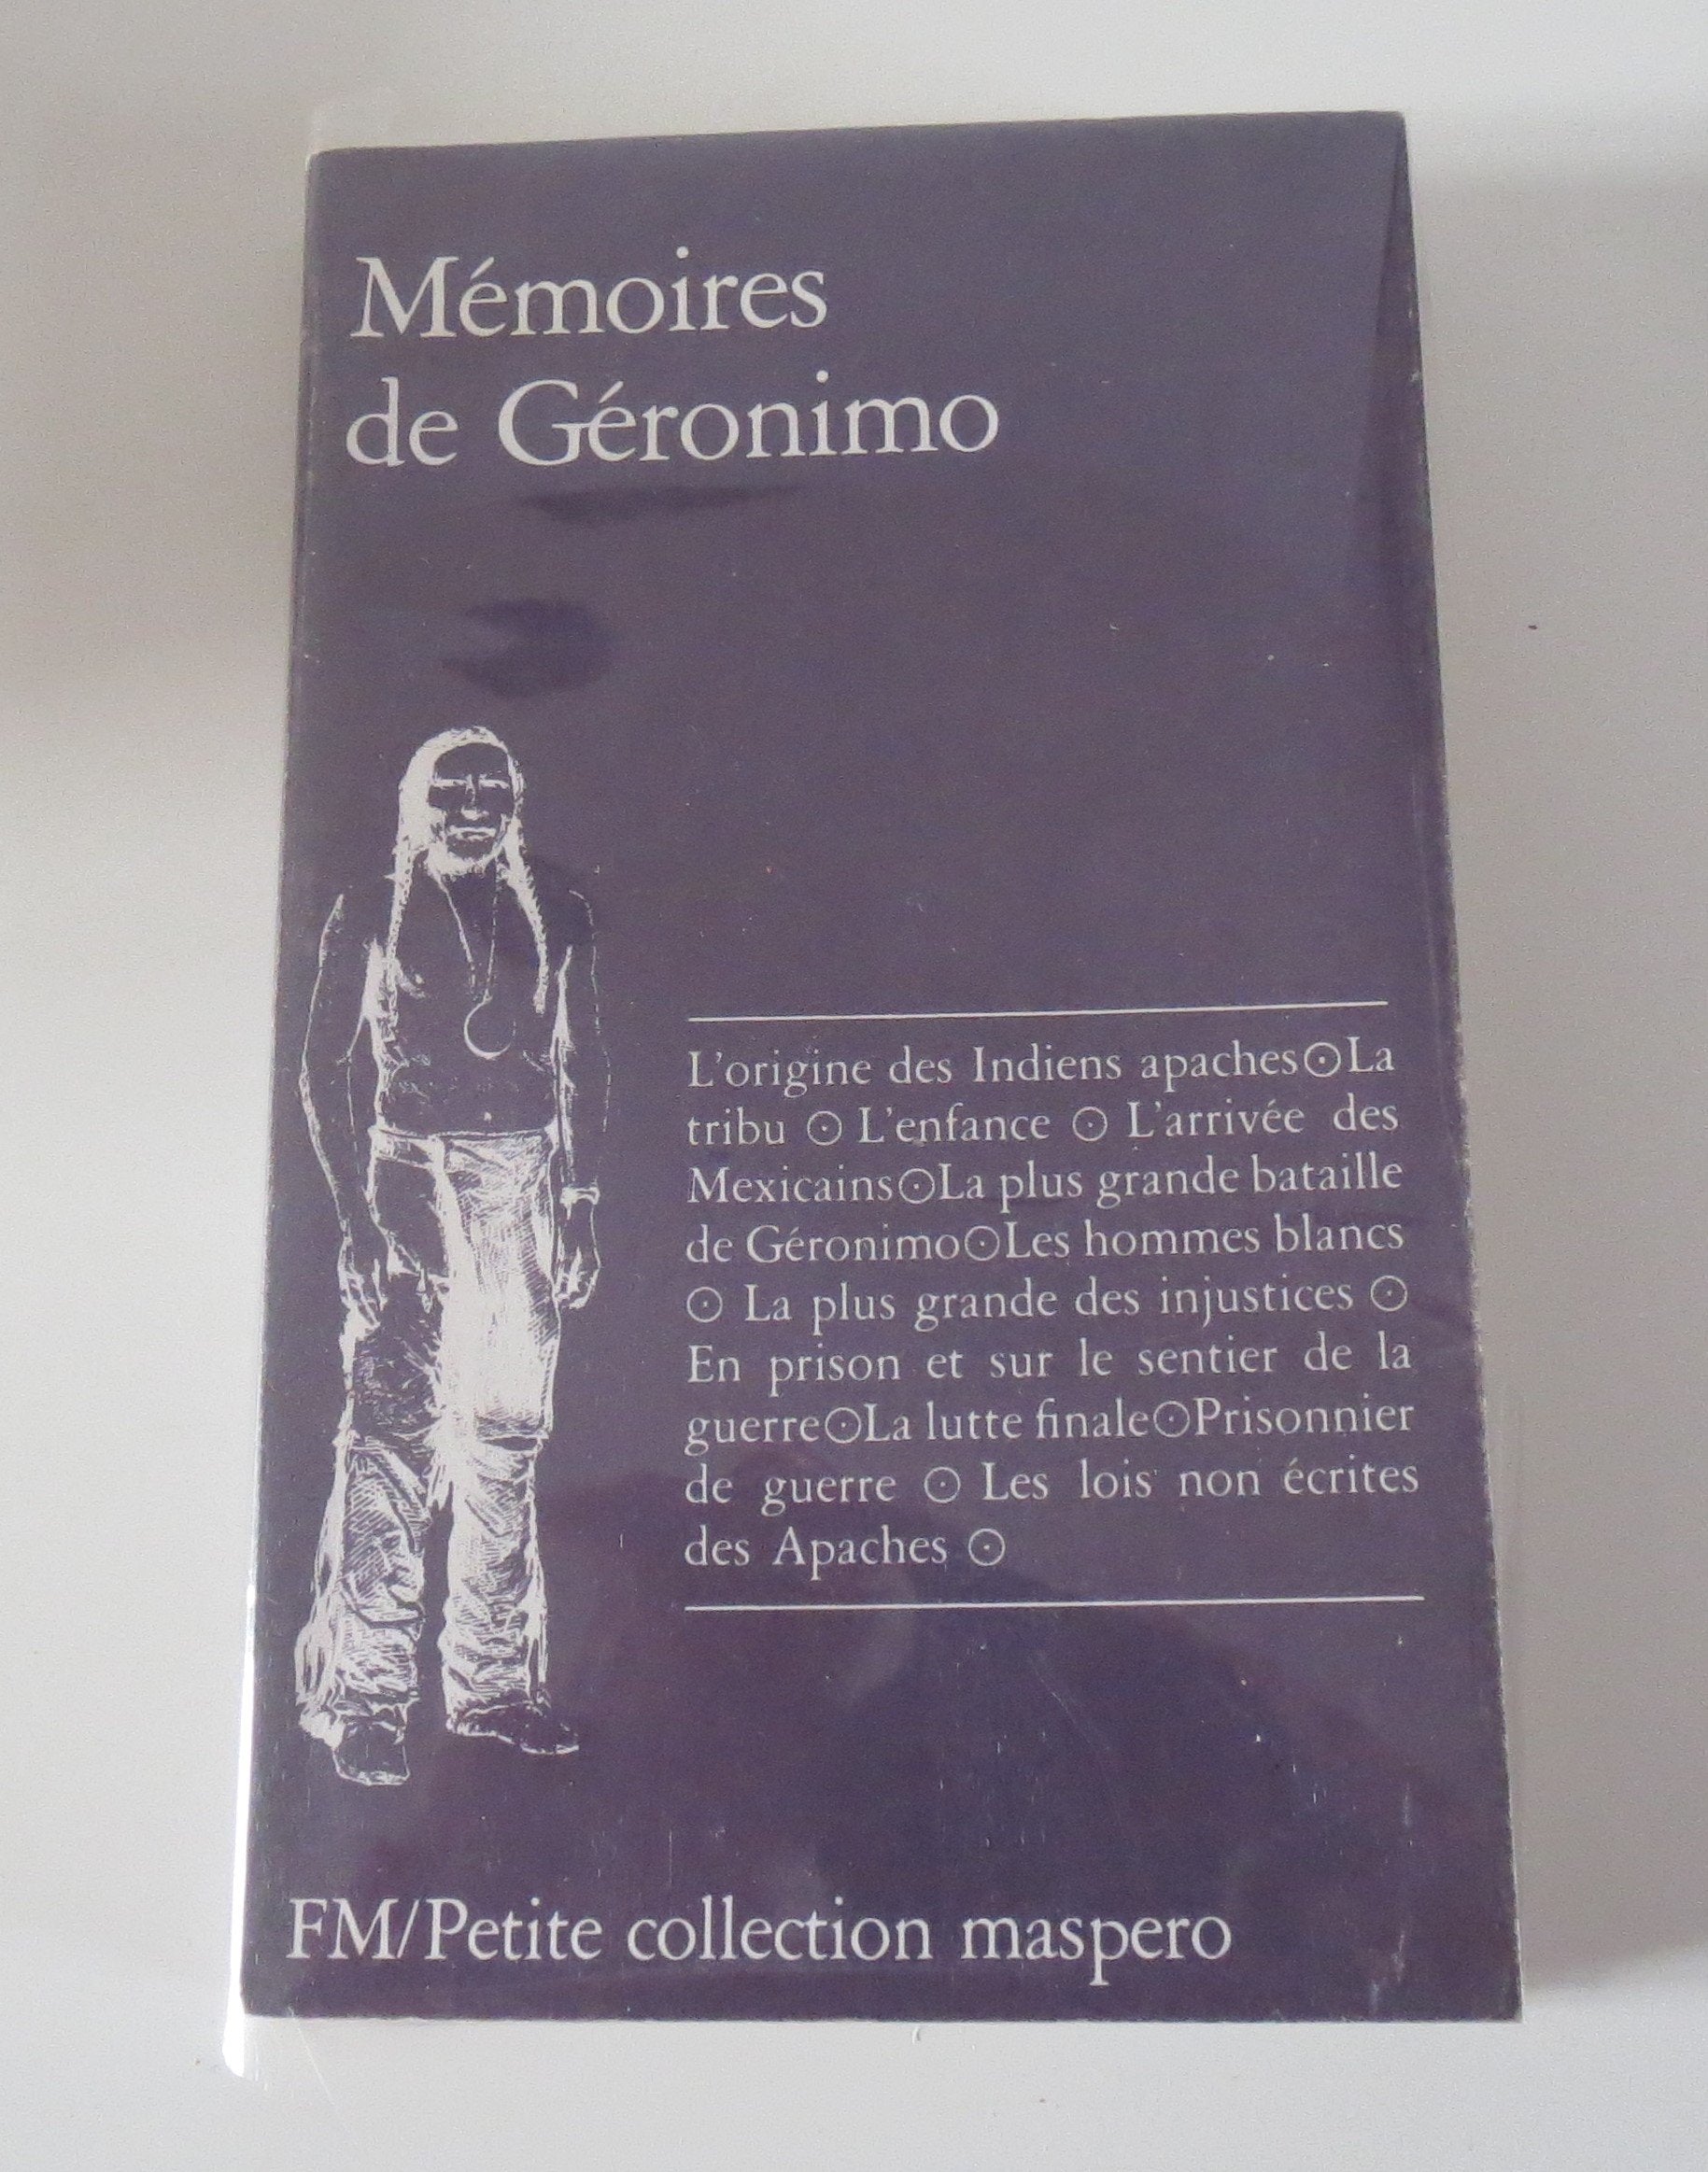 Mémoires
de Géronimo
L'origine des Indiens apaches⊙La
tribu ⊙ L'enfance ⊙ L'arrivée des
Mexicains⊙La plus grande bataille
de Géronimo⊙Les hommes blancs
⊙ La plus grande des injustices ⊙
En prison et sur le sentier de la
guerre⊙La lutte finale⊙Prisonnier
de guerre ⊙ Les lois non écrites
des Apaches ⊙
FM/Petite collection maspero